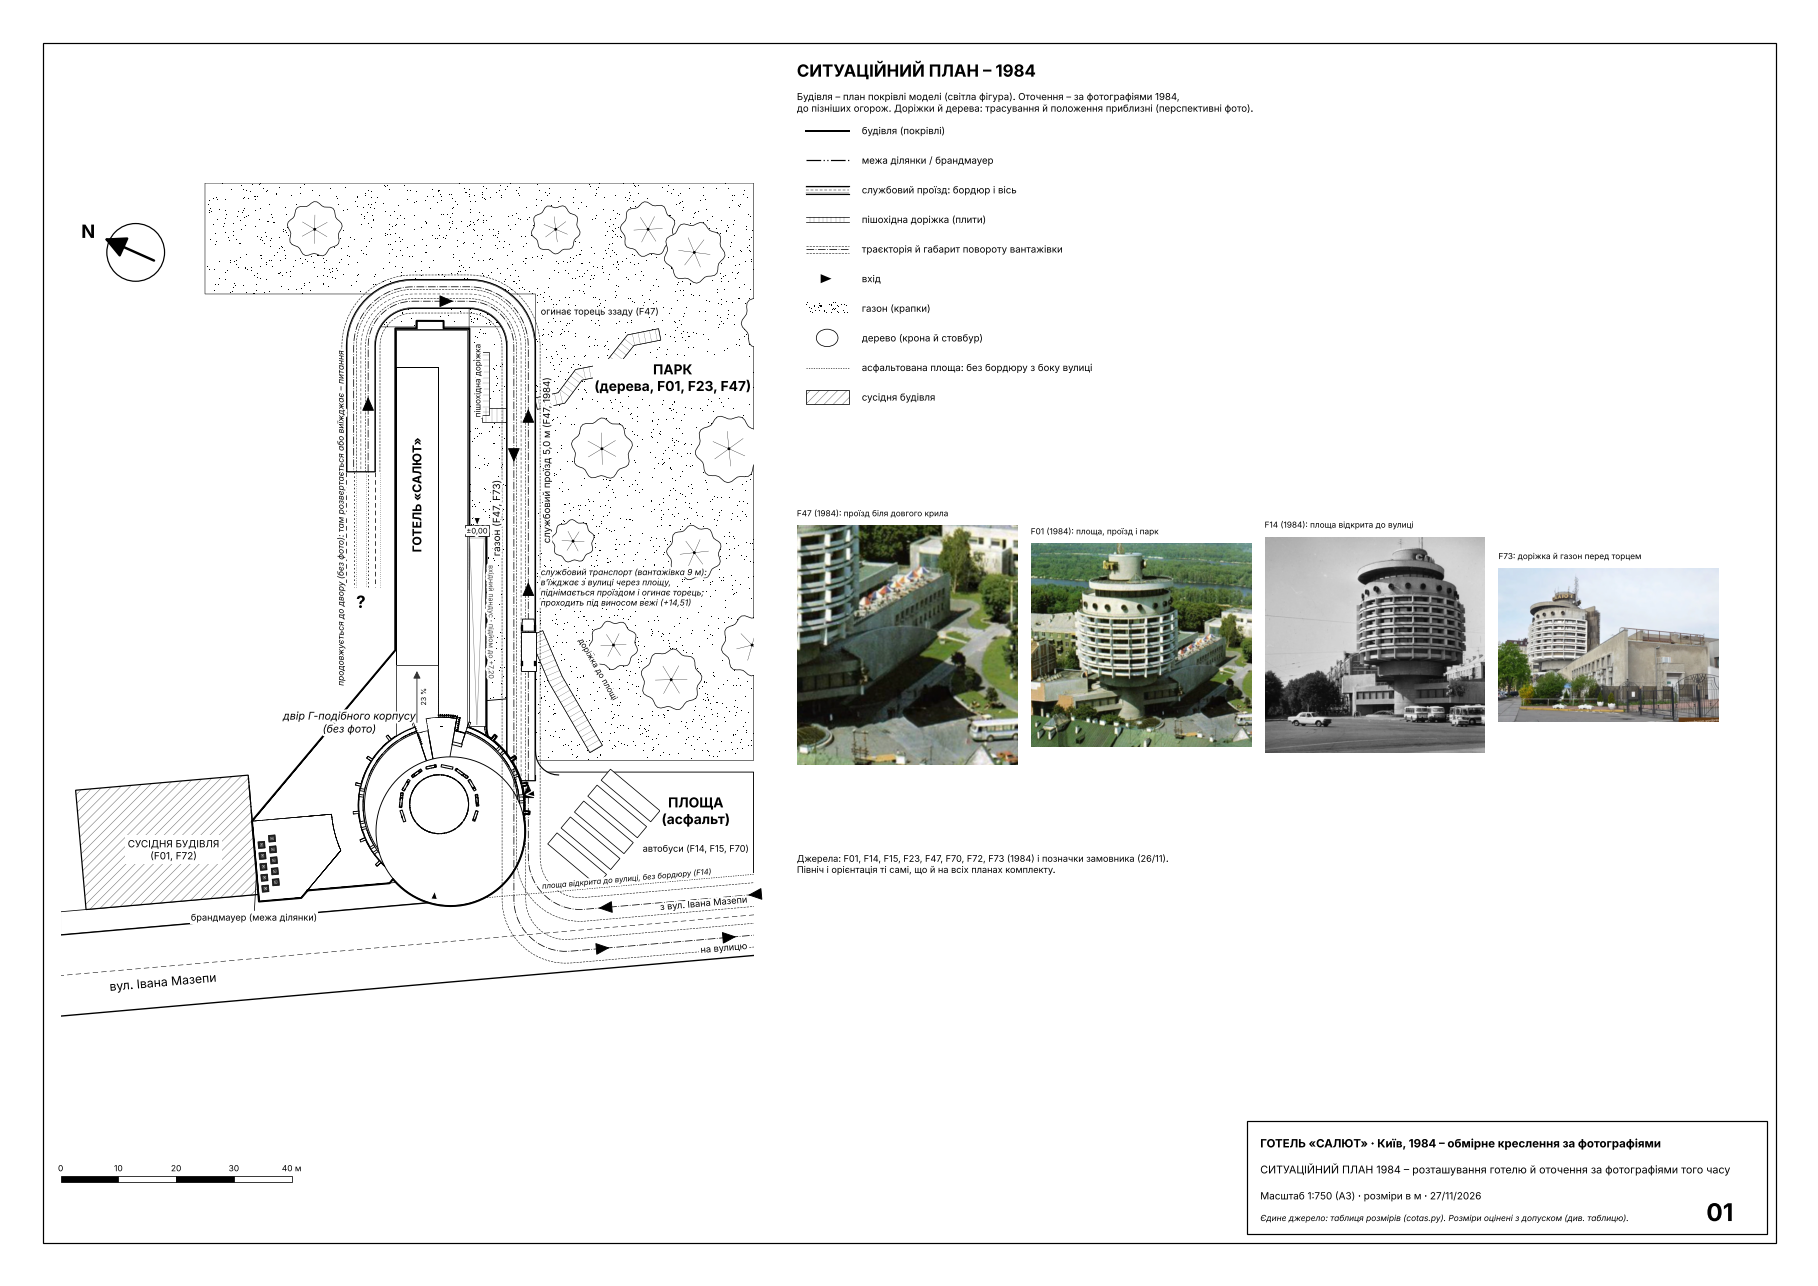 СИТУАЦІЙНИЙ ПЛАН – 1984
Будівля – план покрівлі моделі (світла фігура). Оточення – за фотографіями 1984,
до пізніших огорож. Доріжки й дерева: трасування й положення приблизні (перспективні фото).
будівля (покрівлі)
межа ділянки / брандмауер
службовий проїзд: бордюр і вісь
пішохідна доріжка (плити)
траєкторія й габарит повороту вантажівки
вхід
газон (крапки)
дерево (крона й стовбур)
асфальтована площа: без бордюру з боку вулиці
сусідня будівля
N
огинає торець ззаду (F47)
ПАРК
(дерева, F01, F23, F47)
пішохідна доріжка
продовжується до двору (без фото): там розвертається або виїжджає – питання
ГОТЕЛЬ «САЛЮТ»
службовий проїзд 5,0 м (F47, 1984)
газон (F47, F73)
±0,00
службовий транспорт (вантажівка 9 м):
в'їжджає з вулиці через площу,
піднімається проїздом і огинає торець;
проходить під виносом вежі (+14,51)
?
доріжка до площі
23 %
двір Г-подібного корпусу
(без фото)
ПЛОЩА
(асфальт)
автобуси (F14, F15, F70)
СУСІДНЯ БУДІВЛЯ
(F01, F72)
площа відкрита до вулиці, без бордюру (F14)
з вул. Івана Мазепи
брандмауер (межа ділянки)
на вулицю
вул. Івана Мазепи
0 10 20 30 40 м
F47 (1984): проїзд біля довгого крила
F01 (1984): площа, проїзд і парк
F14 (1984): площа відкрита до вулиці
F73: доріжка й газон перед торцем
Джерела: F01, F14, F15, F23, F47, F70, F72, F73 (1984) і позначки замовника (26/11).
Північ і орієнтація ті самі, що й на всіх планах комплекту.
ГОТЕЛЬ «САЛЮТ» · Київ, 1984 – обмірне креслення за фотографіями
СИТУАЦІЙНИЙ ПЛАН 1984 – розташування готелю й оточення за фотографіями того часу
Масштаб 1:750 (А3) · розміри в м · 27/11/2026
Єдине джерело: таблиця розмірів (cotas.py). Розміри оцінені з допуском (див. таблицю).
01